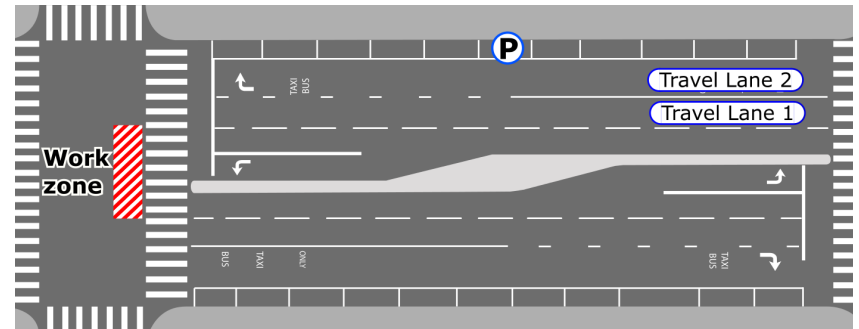 P
TAXI
BUS
Travel Lane 2
Travel Lane 1
Work
zone
BUS
TAXI
ONLY
TAXI
BUS